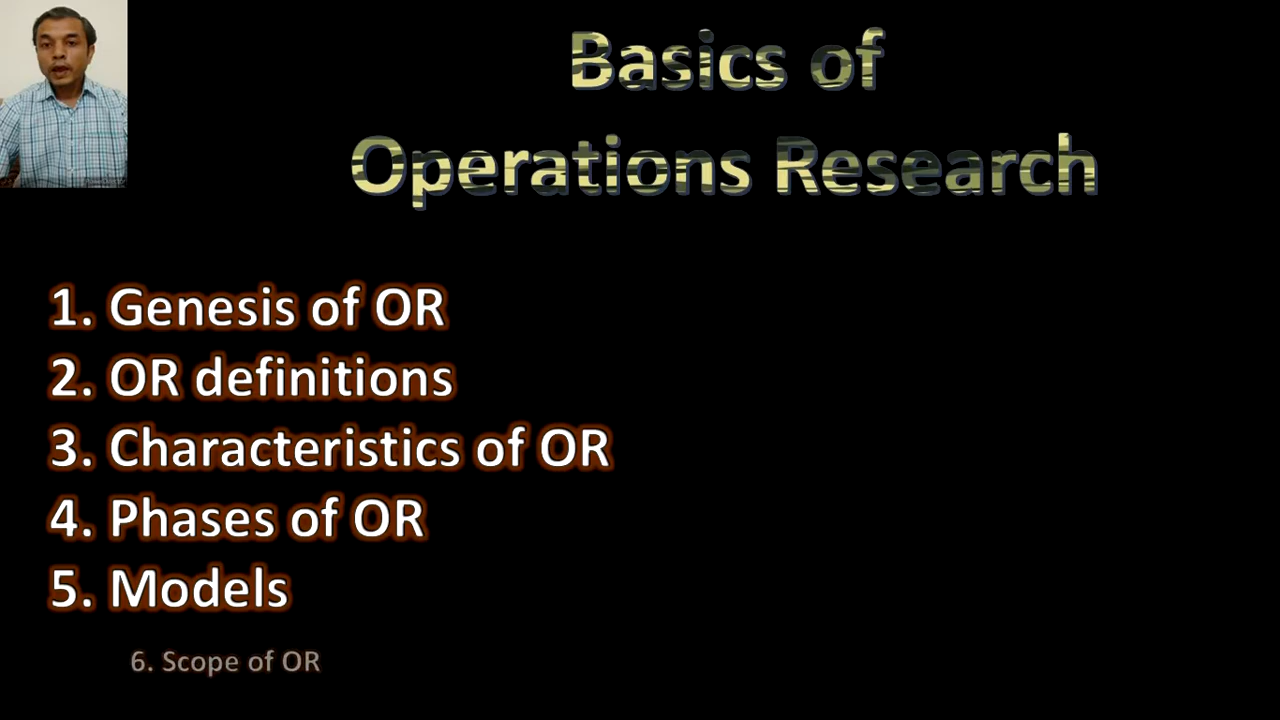 Basics of
Operations Research
1. Genesis of OR
2. OR definitions
3. Characteristics of OR
4. Phases of OR
5. Models
6. Scope of OR